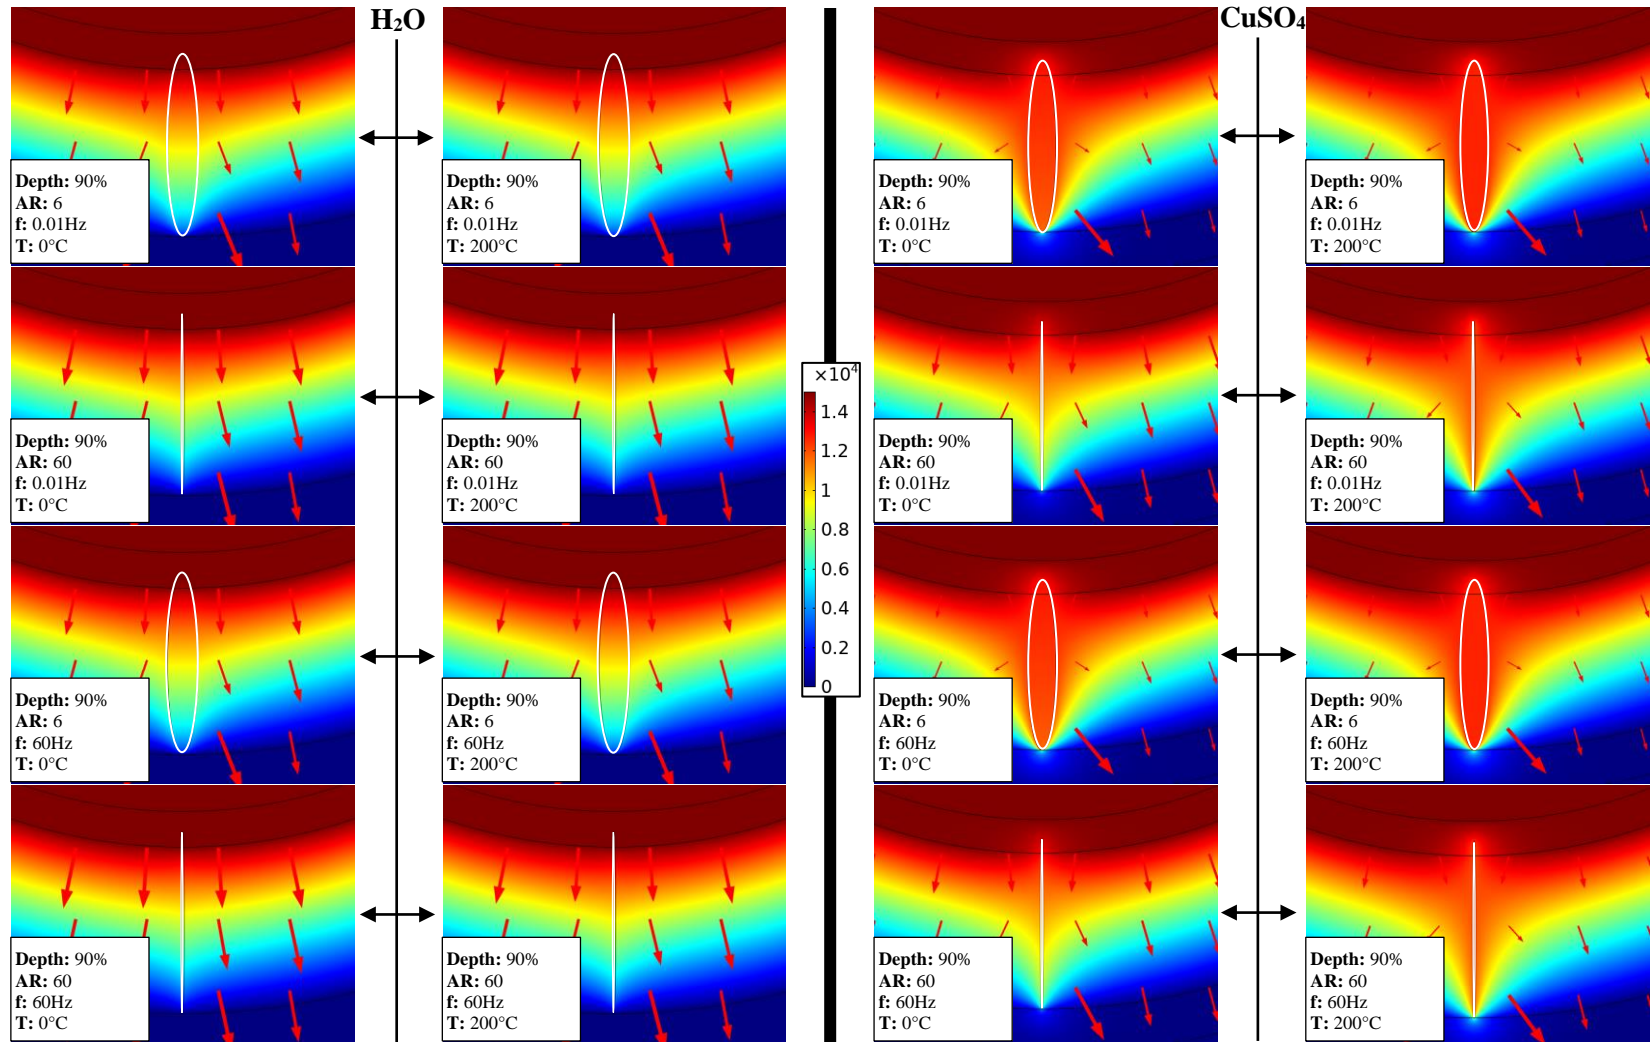 H₂O
CuSO₄
Depth: 90%
AR: 6
f: 0.01Hz
T: 0°C
Depth: 90%
AR: 6
f: 0.01Hz
T: 200°C
Depth: 90%
AR: 6
f: 0.01Hz
T: 0°C
Depth: 90%
AR: 6
f: 0.01Hz
T: 200°C
Depth: 90%
AR: 60
f: 0.01Hz
T: 0°C
Depth: 90%
AR: 60
f: 0.01Hz
T: 200°C
×10⁴
1.4
1.2
1
0.8
0.6
0.4
0.2
0
Depth: 90%
AR: 60
f: 0.01Hz
T: 0°C
Depth: 90%
AR: 60
f: 0.01Hz
T: 200°C
Depth: 90%
AR: 6
f: 60Hz
T: 0°C
Depth: 90%
AR: 6
f: 60Hz
T: 200°C
Depth: 90%
AR: 6
f: 60Hz
T: 0°C
Depth: 90%
AR: 6
f: 60Hz
T: 200°C
Depth: 90%
AR: 60
f: 60Hz
T: 0°C
Depth: 90%
AR: 60
f: 60Hz
T: 200°C
Depth: 90%
AR: 60
f: 60Hz
T: 0°C
Depth: 90%
AR: 60
f: 60Hz
T: 200°C